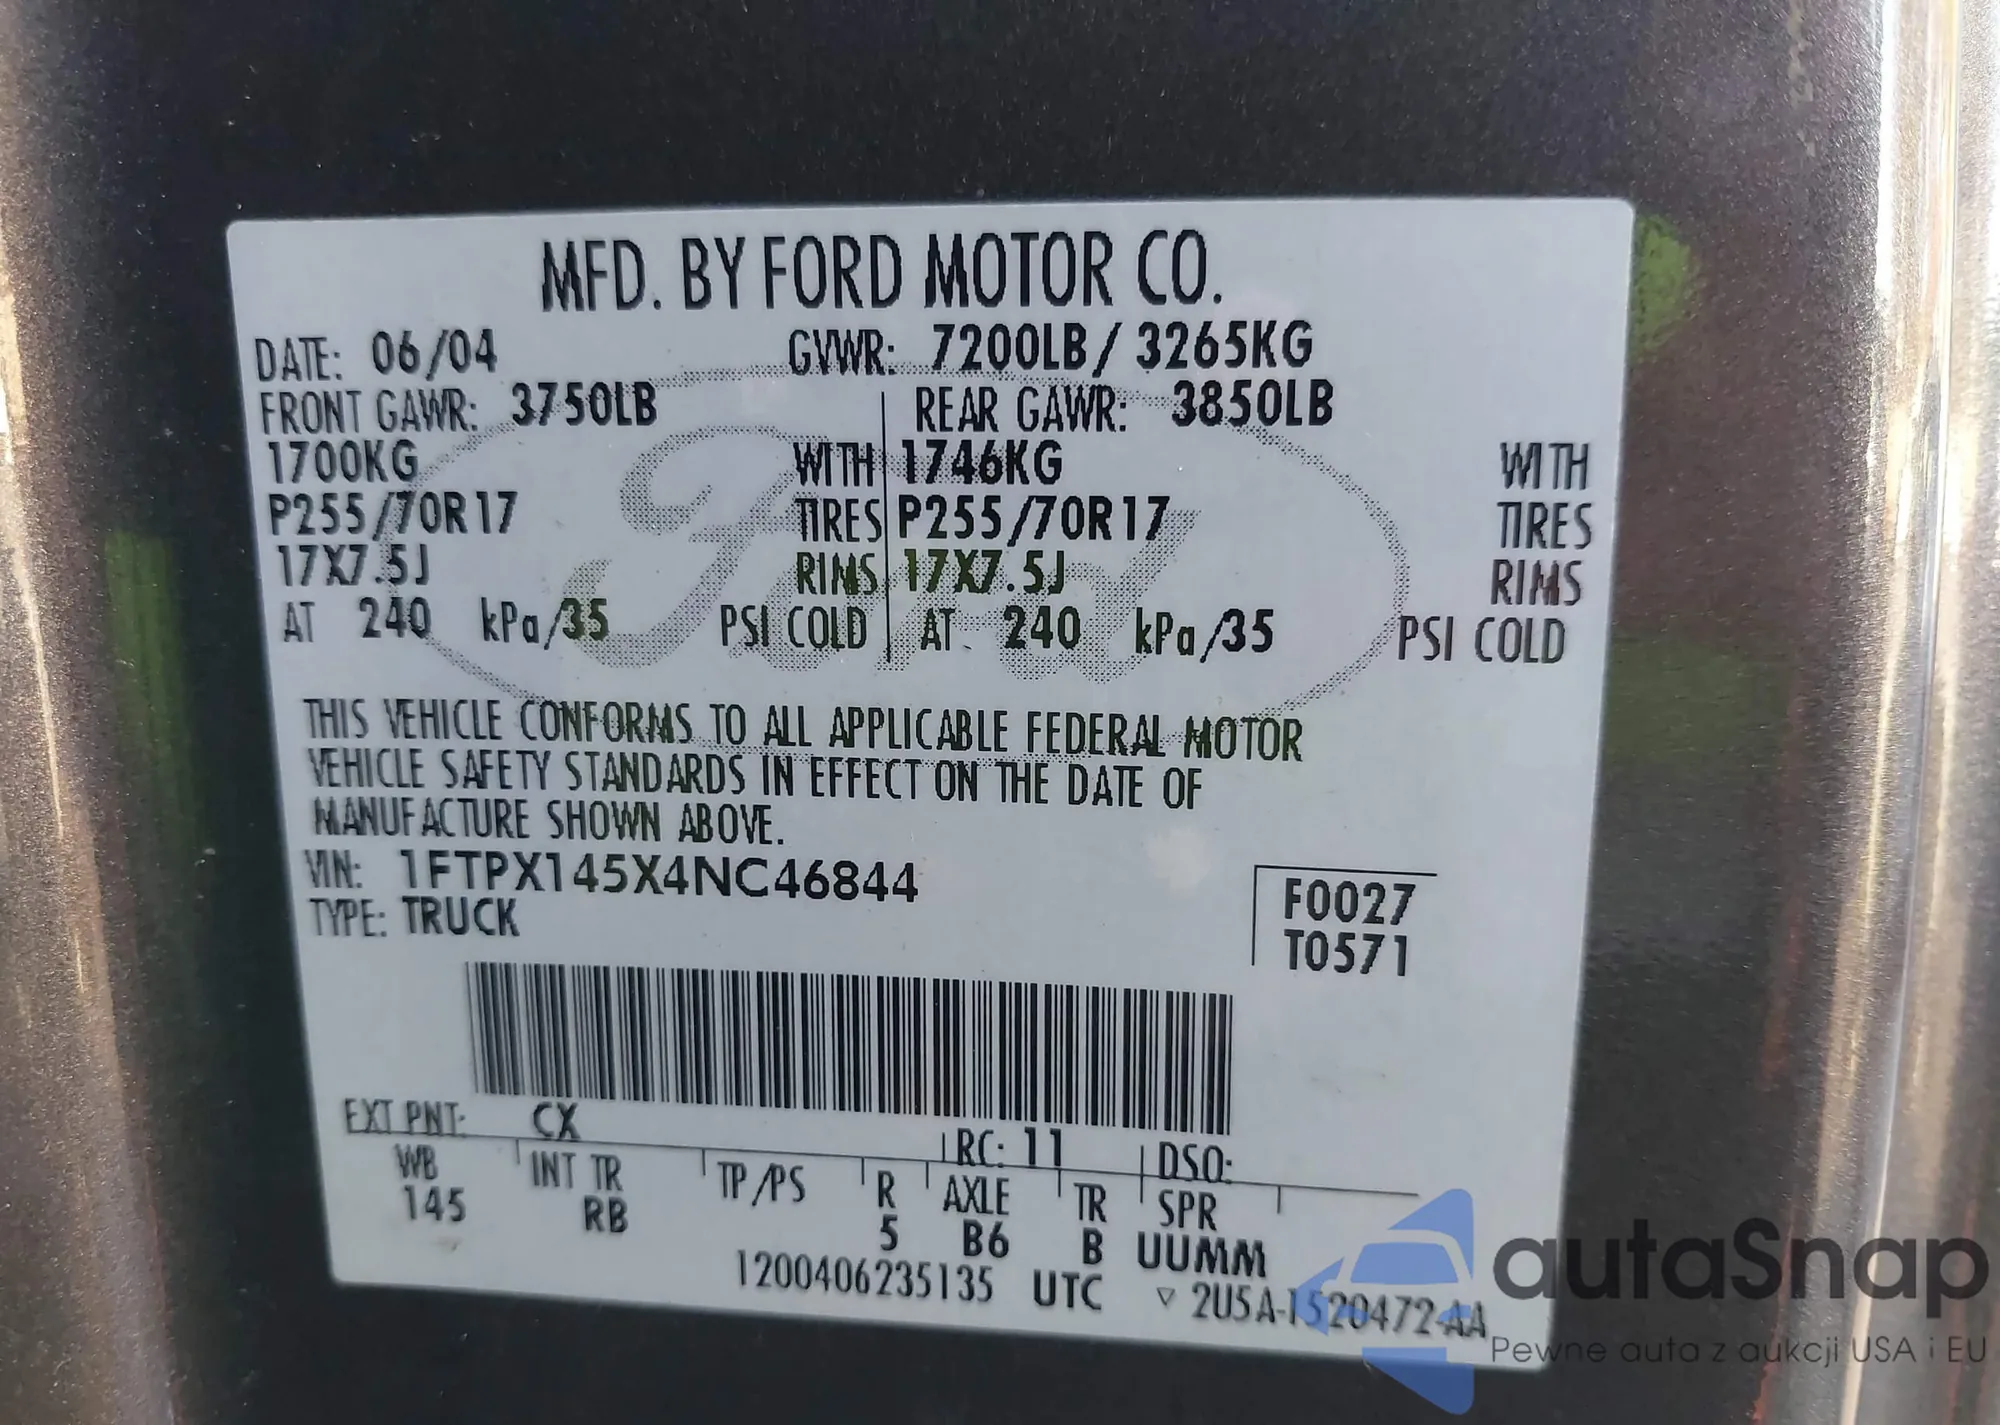 MFD. BY FORD MOTOR CO.
DATE: 06/04 GVWR: 7200LB/ 3265KG
FRONT GAWR: 3750LB REAR GAWR: 3850LB
1700KG WITH 1746KG WITH
P255/70R17 TIRES P255/70R17 TIRES
17X7.5J RIMS 17X7.5J RIMS
AT 240 kPa/35 PSI COLD AT 240 kPa/35 PSI COLD
Ford
THIS VEHICLE CONFORMS TO ALL APPLICABLE FEDERAL MOTOR
VEHICLE SAFETY STANDARDS IN EFFECT ON THE DATE OF
MANUFACTURE SHOWN ABOVE.
VIN: 1FTPX145X4NC46844
TYPE: TRUCK
F0027
T0571
EXT PNT: CX RC: 11 DSO:
WB INT TR TP/PS R AXLE TR SPR
145 RB 5 B6 B UUMM
1200406235135 UTC ▽ 2U5A-1520472-AA
autaSnap
Pewne auta z aukcji USA i EU